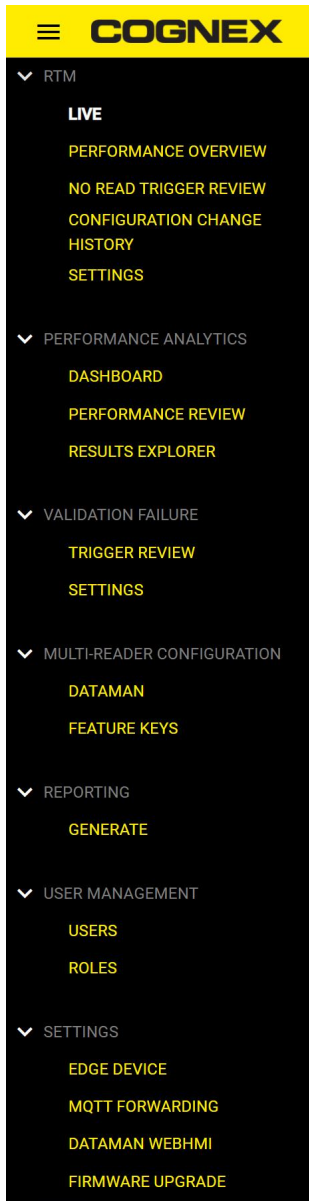 COGNEX
RTM
LIVE
PERFORMANCE OVERVIEW
NO READ TRIGGER REVIEW
CONFIGURATION CHANGE
HISTORY
SETTINGS
PERFORMANCE ANALYTICS
DASHBOARD
PERFORMANCE REVIEW
RESULTS EXPLORER
VALIDATION FAILURE
TRIGGER REVIEW
SETTINGS
MULTI-READER CONFIGURATION
DATAMAN
FEATURE KEYS
REPORTING
GENERATE
USER MANAGEMENT
USERS
ROLES
SETTINGS
EDGE DEVICE
MQTT FORWARDING
DATAMAN WEBHMI
FIRMWARE UPGRADE